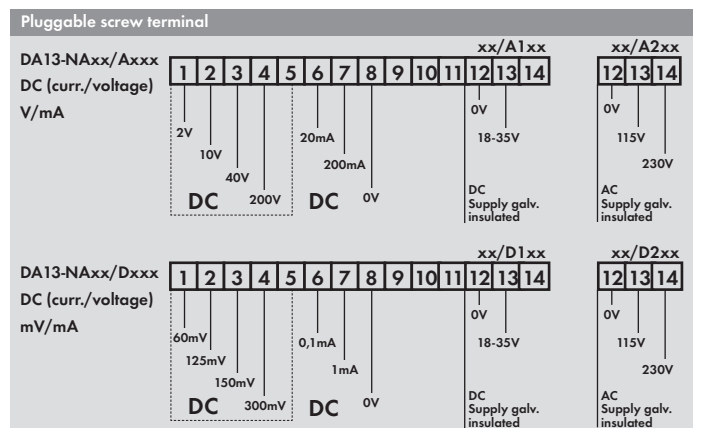 Pluggable screw terminal
xx/A1xx xx/A2xx
DA13-NAxx/Axxx
1 2 3 4 5 6 7 8 9 10 11 12 13 14 12 13 14
DC (curr./voltage)
V/mA
0V 0V
2V 20mA 18-35V 115V
10V 200mA 230V
40V
DC 200V DC 0V
DC
Supply galv.
insulated
AC
Supply galv.
insulated
xx/D1xx xx/D2xx
DA13-NAxx/Dxxx
1 2 3 4 5 6 7 8 9 10 11 12 13 14 12 13 14
DC (curr./voltage)
mV/mA
0V 0V
60mV 0,1mA 18-35V 115V
125mV 1mA 230V
150mV
DC 300mV DC 0V
DC
Supply galv.
insulated
AC
Supply galv.
insulated